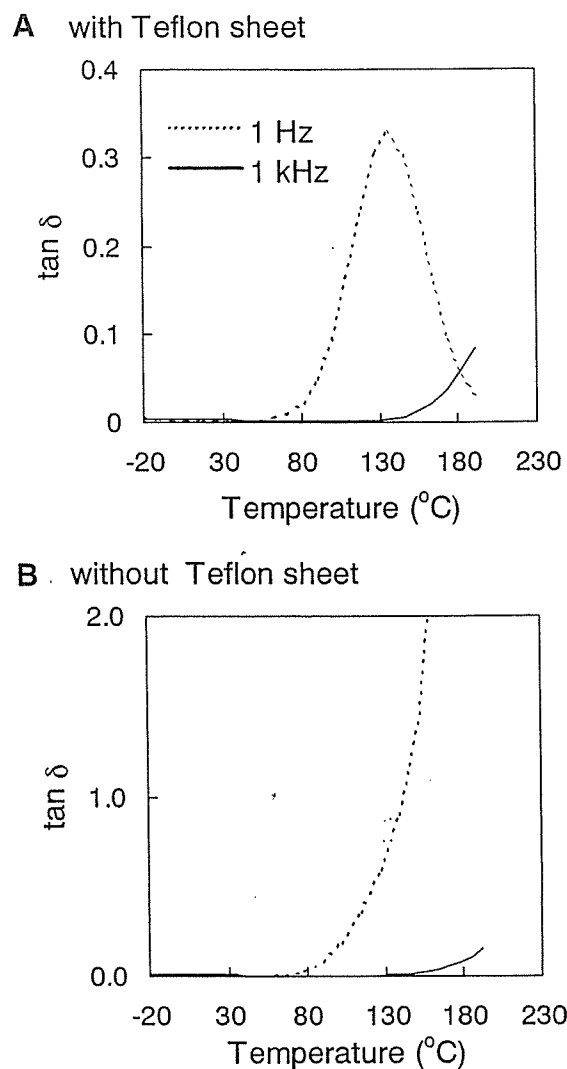 A with Teflon sheet
0.4
1 Hz
0.3
1 kHz
0.2
tan δ
0.1
0
-20 30 80 130 180 230
Temperature (°C)
B without Teflon sheet
2.0
tan δ
1.0
0.0
-20 30 80 130 180 230
Temperature (°C)